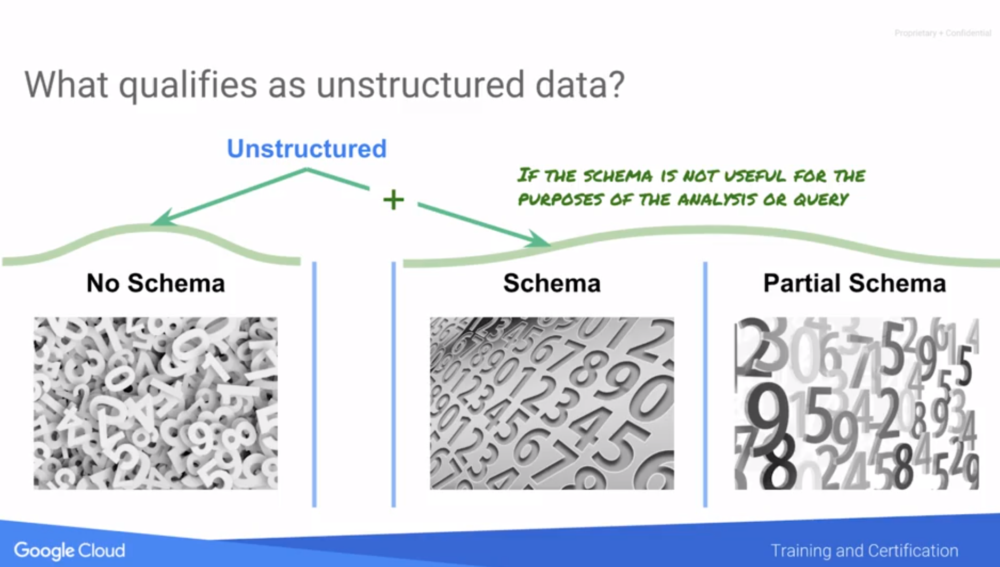 Proprietary + Confidential
What qualifies as unstructured data?
Unstructured
+
IF THE SCHEMA IS NOT USEFUL FOR THE
PURPOSES OF THE ANALYSIS OR QUERY
No Schema
Schema
Partial Schema
Google Cloud
Training and Certification